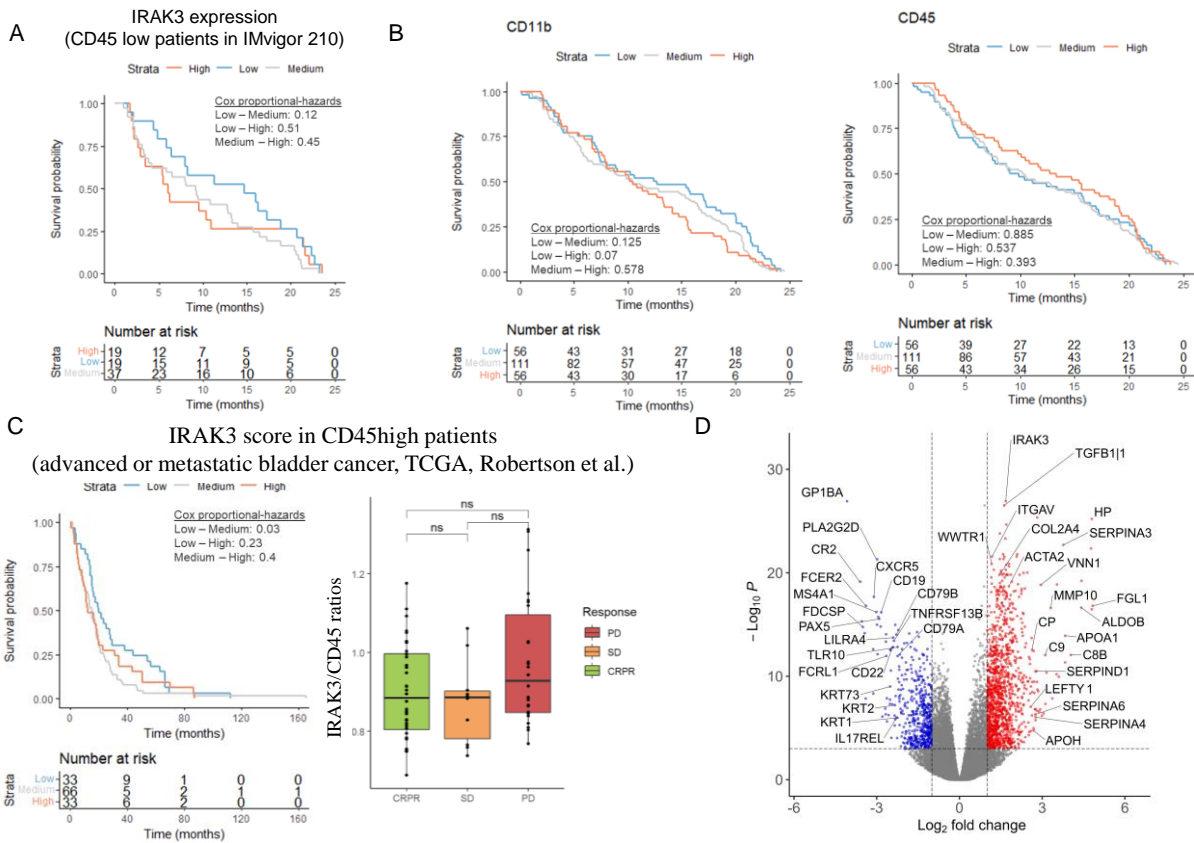 A
IRAK3 expression
(CD45 low patients in IMvigor 210)
Strata High Low Medium
Cox proportional-hazards
Low – Medium: 0.12
Low – High: 0.51
Medium – High: 0.45
Survival probability
1.00
0.75
0.50
0.25
0.00
0 5 10 15 20 25
Time (months)
Number at risk
Strata
High 19 12 7 5 5 0
Low 19 15 11 9 5 0
Medium 37 23 16 10 6 0
0 5 10 15 20 25
Time (months)
B
CD11b
Strata Low Medium High
Survival probability
1.00
0.75
0.50
0.25
0.00
Cox proportional-hazards
Low – Medium: 0.125
Low – High: 0.07
Medium – High: 0.578
0 5 10 15 20 25
Time (months)
Number at risk
Strata
Low 56 43 31 27 18 0
Medium 111 82 57 47 25 0
High 56 43 30 17 6 0
0 5 10 15 20 25
Time (months)
CD45
Strata Low Medium High
Survival probability
1.00
0.75
0.50
0.25
0.00
Cox proportional-hazards
Low – Medium: 0.885
Low – High: 0.537
Medium – High: 0.393
0 5 10 15 20 25
Time (months)
Number at risk
Strata
Low 56 39 27 22 13 0
Medium 111 86 57 43 21 0
High 56 43 34 26 15 0
0 5 10 15 20 25
Time (months)
C
IRAK3 score in CD45high patients
(advanced or metastatic bladder cancer, TCGA, Robertson et al.)
Strata Low Medium High
Cox proportional-hazards
Low – Medium: 0.03
Low – High: 0.23
Medium – High: 0.4
Survival probability
1.00
0.75
0.50
0.25
0.00
0 40 80 120 160
Time (months)
Number at risk
Strata
Low 33 9 1 0 0
Medium 66 5 2 1 1
High 33 6 2 0 0
0 40 80 120 160
Time (months)
IRAK3/CD45 ratios
1.2
1.0
0.8
ns
ns
ns
CRPR SD PD
Response
PD
SD
CRPR
D
− Log10 P
30
20
10
0
-6 -3 0 3 6
Log2 fold change
GP1BA
PLA2G2D
CR2
CXCR5
FCER2
CD19
MS4A1
CD79B
FDCSP
TNFRSF13B
PAX5
CD79A
LILRA4
TLR10
FCRL1
CD22
KRT73
KRT2
KRT1
IL17REL
IRAK3
TGFB1|1
ITGAV
HP
COL2A4
SERPINA3
WWTR1
ACTA2
VNN1
MMP10
FGL1
CP
ALDOB
APOA1
C9
C8B
SERPIND1
LEFTY 1
SERPINA6
SERPINA4
APOH